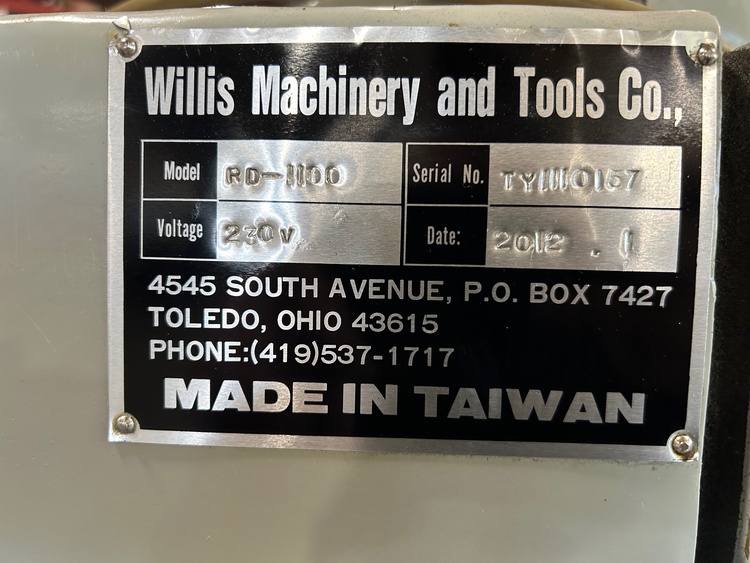 Willis Machinery and Tools Co.,
Model RD-1100 Serial No. TY1110157
Voltage 230V Date: 2012 . 1
4545 SOUTH AVENUE, P.O. BOX 7427
TOLEDO, OHIO 43615
PHONE:(419)537-1717
MADE IN TAIWAN